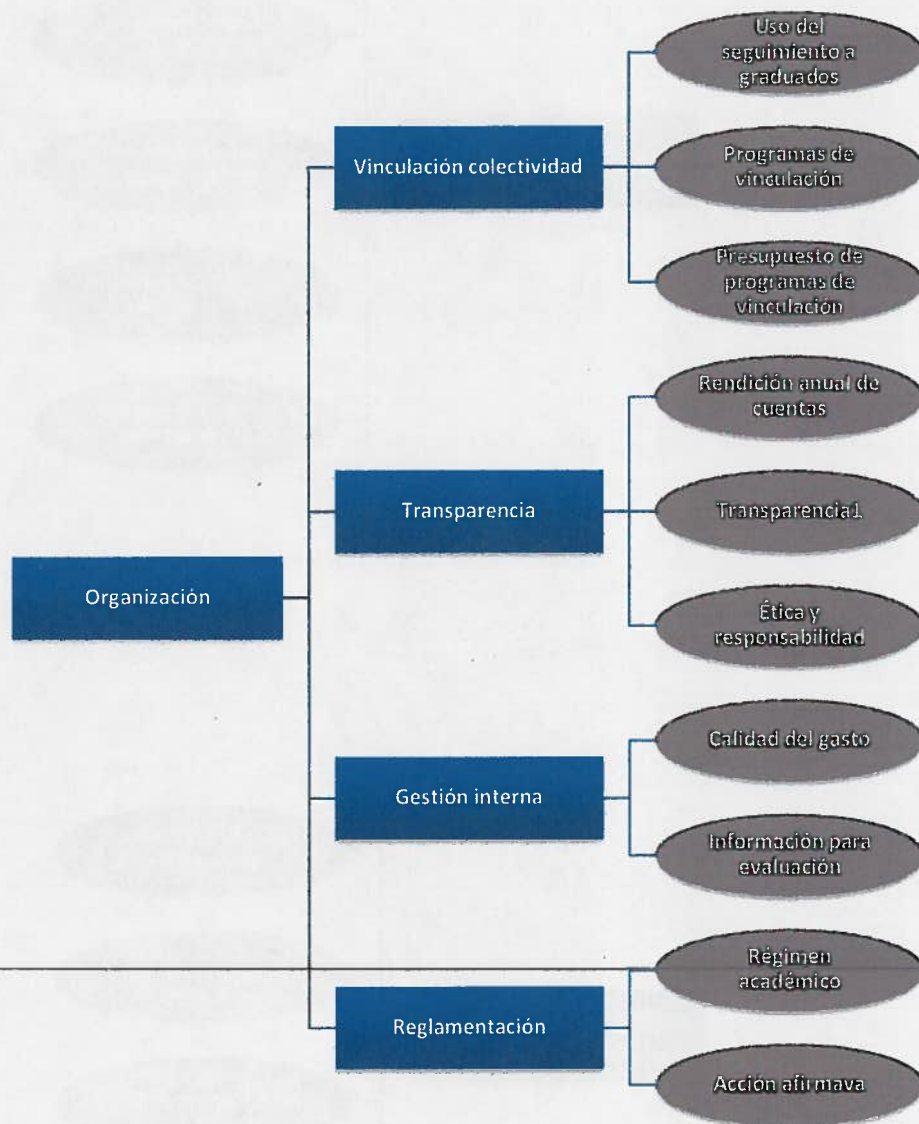 Uso del
seguimiento a
graduados
Vinculación colectividad
Programas de
vinculación
Presupuesto de
programas de
vinculación
Rendición anual de
cuentas
Transparencia
Transparencia1
Ética y
responsabilidad
Organización
Calidad del gasto
Gestión interna
Información para
evaluación
Régimen
académico
Reglamentación
Acción afirmava